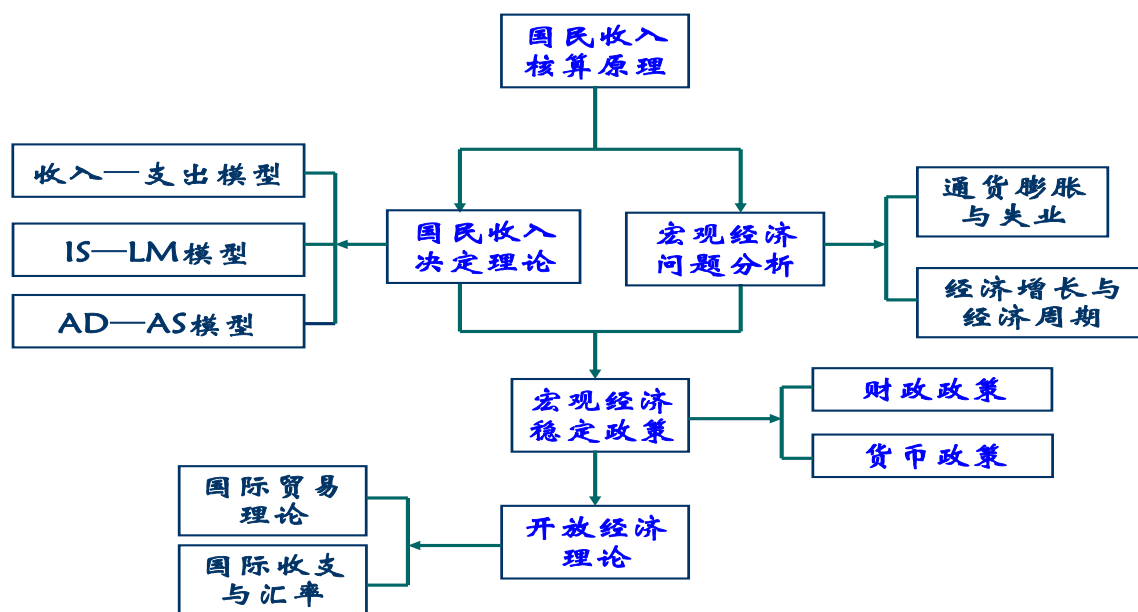 国民收入
核算原理
收入—支出模型
IS—LM模型
AD—AS模型
国民收入
决定理论
宏观经济
问题分析
通货膨胀
与失业
经济增长与
经济周期
宏观经济
稳定政策
财政政策
货币政策
国际贸易
理论
国际收支
与汇率
开放经济
理论